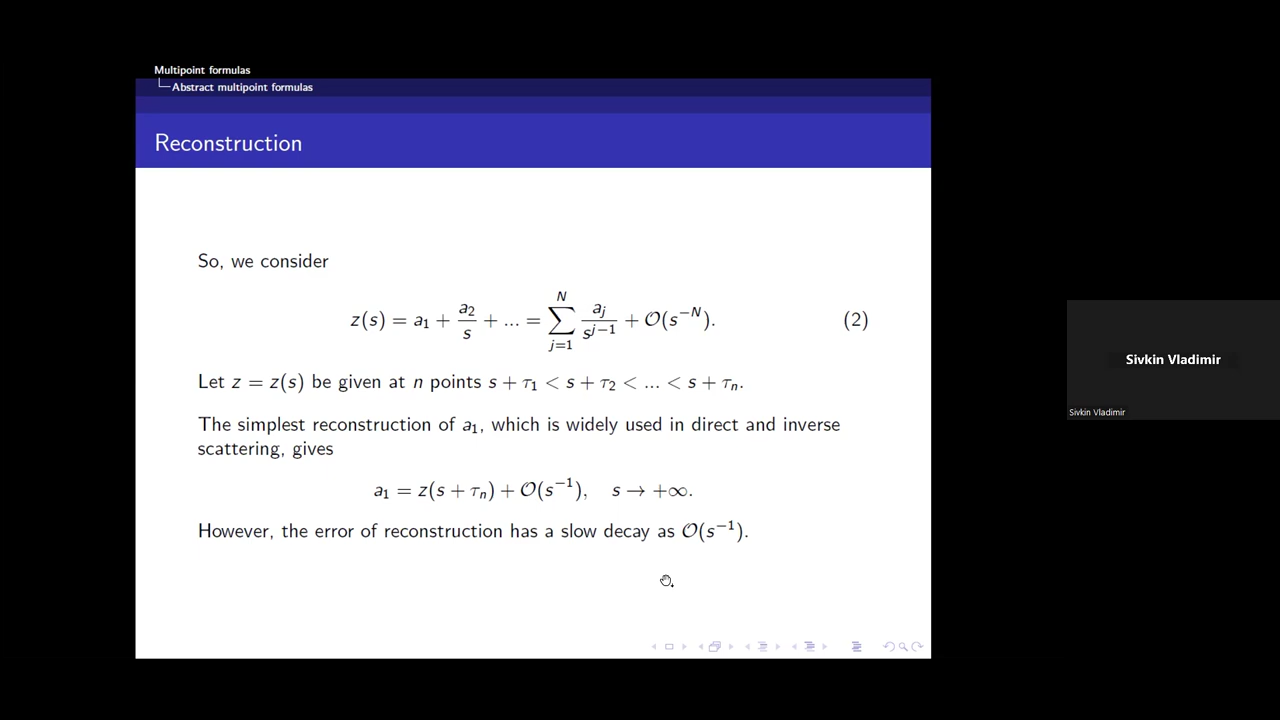 Multipoint formulas
Abstract multipoint formulas
Reconstruction
So, we consider
z(s) = a₁ + a₂/s + ... = ∑_{j=1}^{N} a_j/s^{j−1} + 𝒪(s^{−N}). (2)
Let z = z(s) be given at n points s + τ₁ < s + τ₂ < ... < s + τₙ.
The simplest reconstruction of a₁, which is widely used in direct and inverse
scattering, gives
a₁ = z(s + τₙ) + 𝒪(s⁻¹), s → +∞.
However, the error of reconstruction has a slow decay as 𝒪(s⁻¹).
Sivkin Vladimir
Sivkin Vladimir